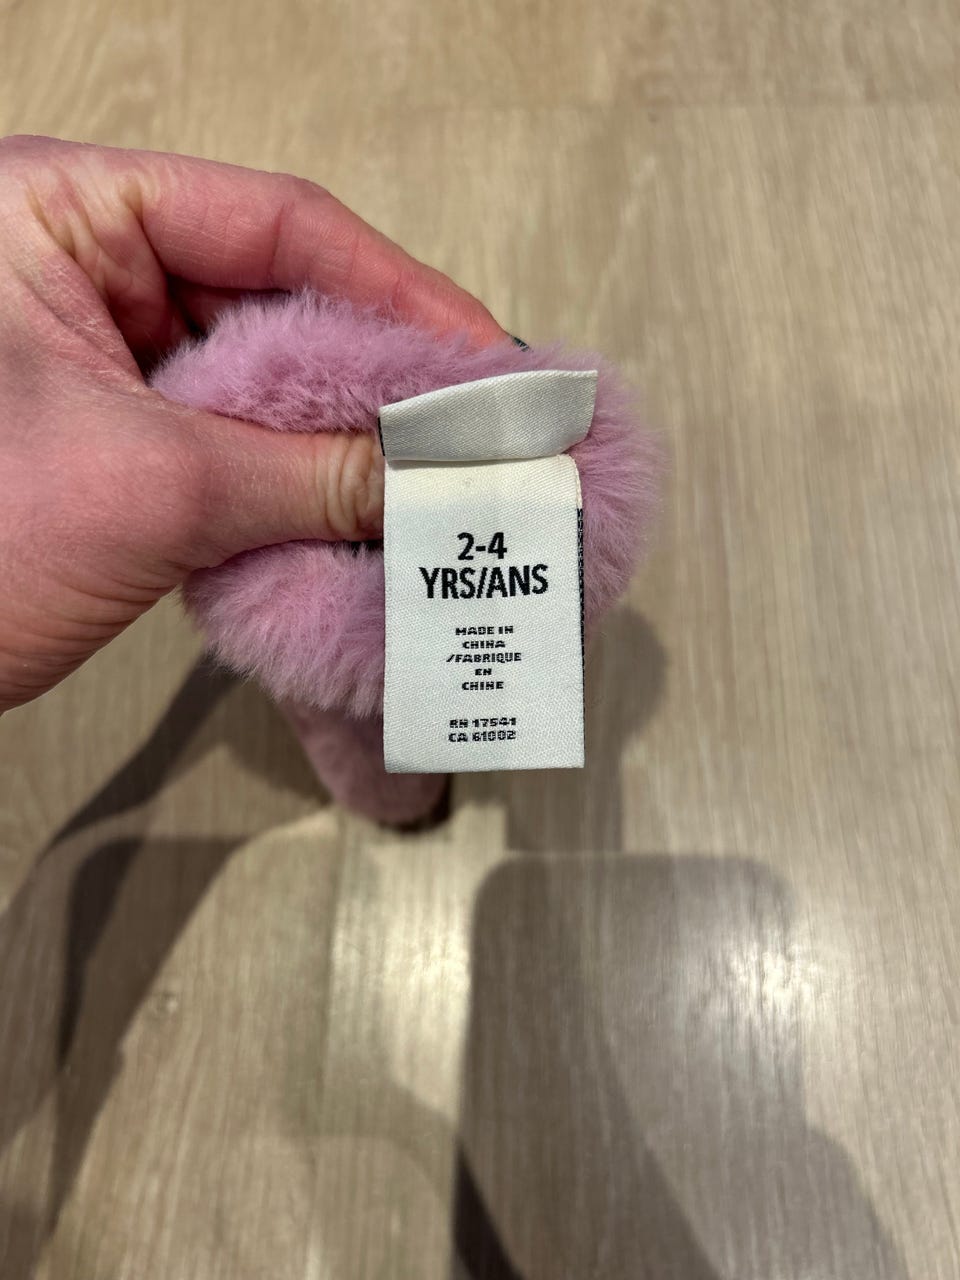 2-4
YRS/ANS
MADE IN
CHINA
/FABRIQUE
EN
CHINE
RN 17541
CA 61002